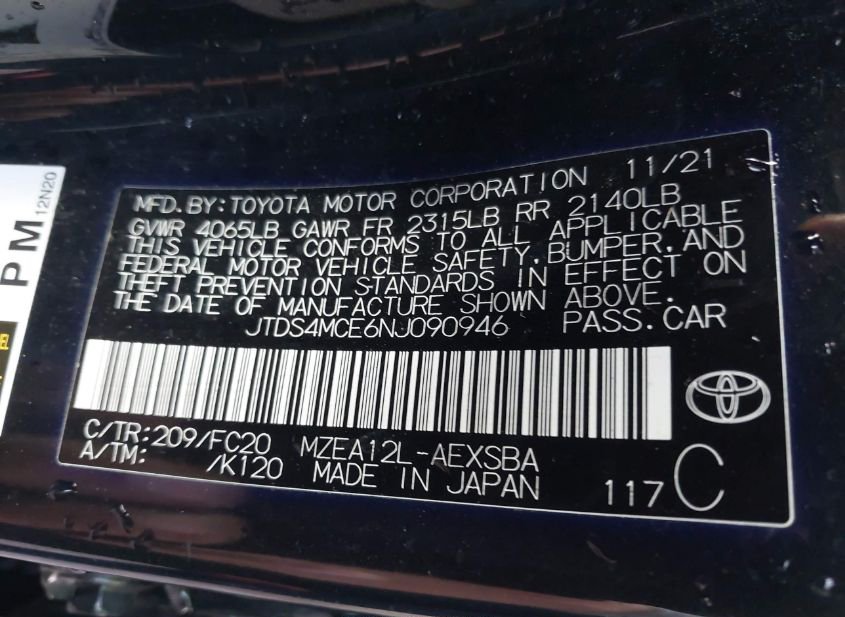 MFD. BY: TOYOTA MOTOR CORPORATION 11/21
GVWR 4065LB GAWR FR 2315LB RR 2140LB
THIS VEHICLE CONFORMS TO ALL APPLICABLE
FEDERAL MOTOR VEHICLE SAFETY, BUMPER, AND
THEFT PREVENTION STANDARDS IN EFFECT ON
THE DATE OF MANUFACTURE SHOWN ABOVE.
JTDS4MCE6NJ090946 PASS. CAR
C/TR: 209/FC20 MZEA12L-AEXSBA
A/TM: /K120 MADE IN JAPAN
117 C
PM
12N20